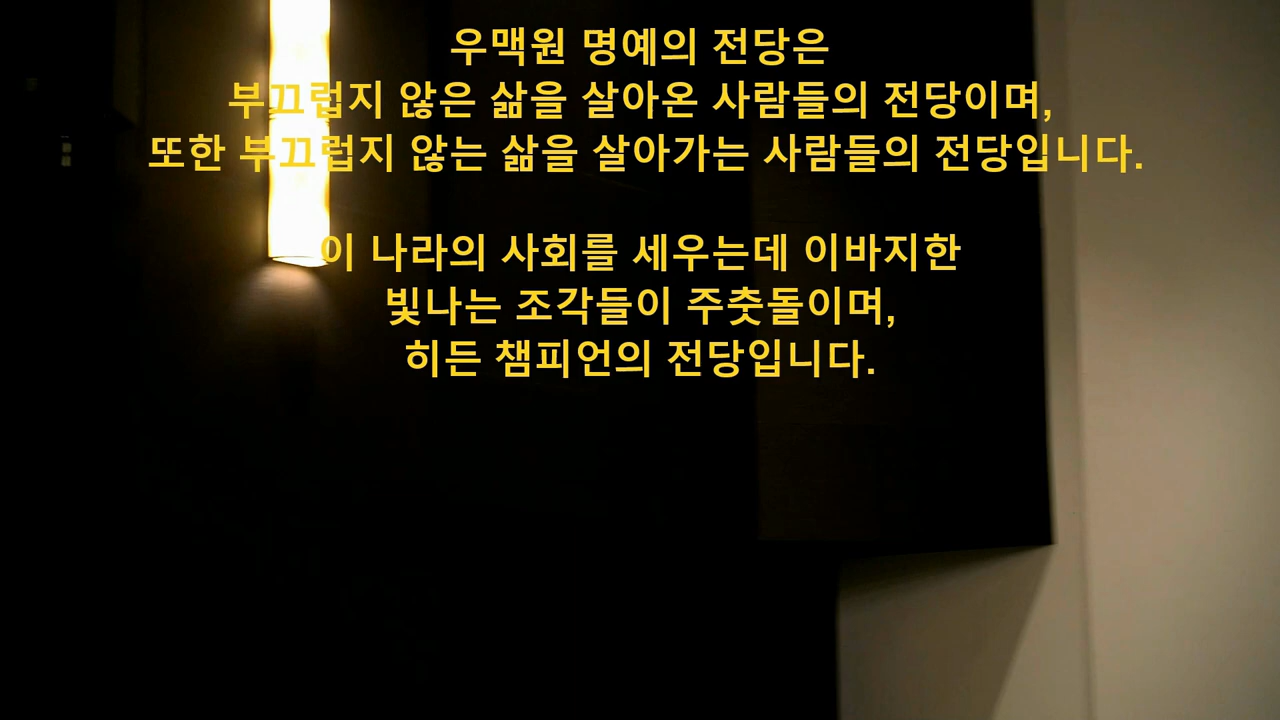 우맥원 명예의 전당은
부끄럽지 않은 삶을 살아온 사람들의 전당이며,
또한 부끄럽지 않는 삶을 살아가는 사람들의 전당입니다.
이 나라의 사회를 세우는데 이바지한
빛나는 조각들이 주춧돌이며,
히든 챔피언의 전당입니다.